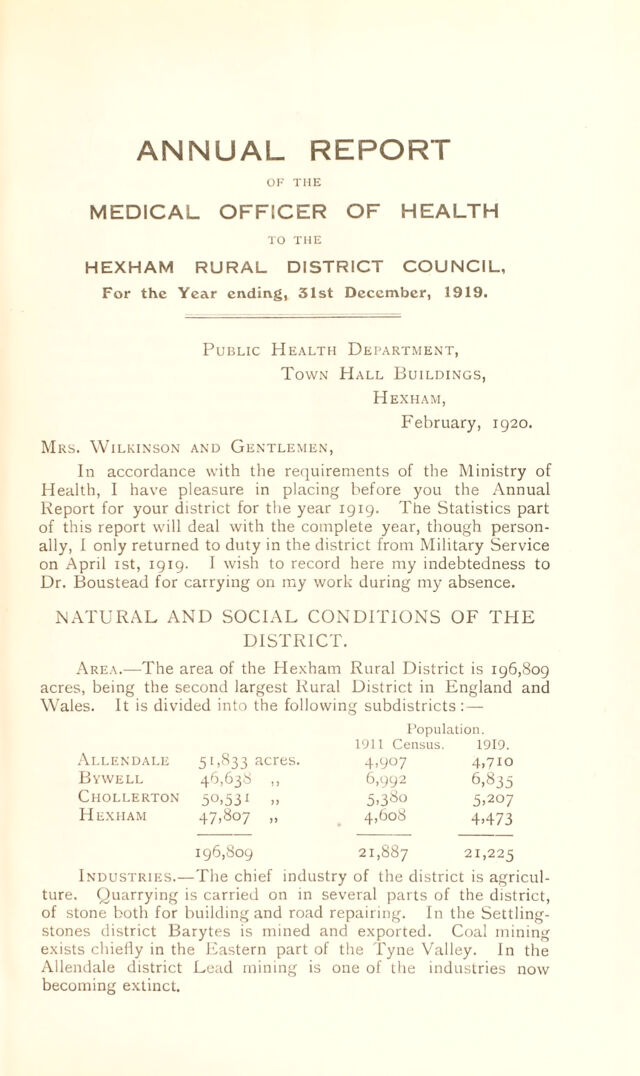 ANNUAL REPORT
OF THE
MEDICAL OFFICER OF HEALTH
TO THE
HEXHAM RURAL DISTRICT COUNCIL,
For the Year ending, 31st December, 1919.
PUBLIC HEALTH DEPARTMENT,
TOWN HALL BUILDINGS,
HEXHAM,
February, 1920.
MRS. WILKINSON AND GENTLEMEN,
In accordance with the requirements of the Ministry of
Health, I have pleasure in placing before you the Annual
Report for your district for the year 1919. The Statistics part
of this report will deal with the complete year, though person-
ally, I only returned to duty in the district from Military Service
on April 1st, 1919. I wish to record here my indebtedness to
Dr. Boustead for carrying on my work during my absence.
NATURAL AND SOCIAL CONDITIONS OF THE
DISTRICT.
AREA.—The area of the Hexham Rural District is 196,809
acres, being the second largest Rural District in England and
Wales. It is divided into the following subdistricts :—
Population.
1911 Census. 1919.
ALLENDALE 51,833 acres. 4,907 4,710
BYWELL 46,638 ,, 6,992 6,835
CHOLLERTON 50,531 ,, 5,380 5,207
HEXHAM 47,807 ,, 4,608 4,473
196,809 21,887 21,225
INDUSTRIES.—The chief industry of the district is agricul-
ture. Quarrying is carried on in several parts of the district,
of stone both for building and road repairing. In the Settling-
stones district Barytes is mined and exported. Coal mining
exists chiefly in the Eastern part of the Tyne Valley. In the
Allendale district Lead mining is one of the industries now
becoming extinct.